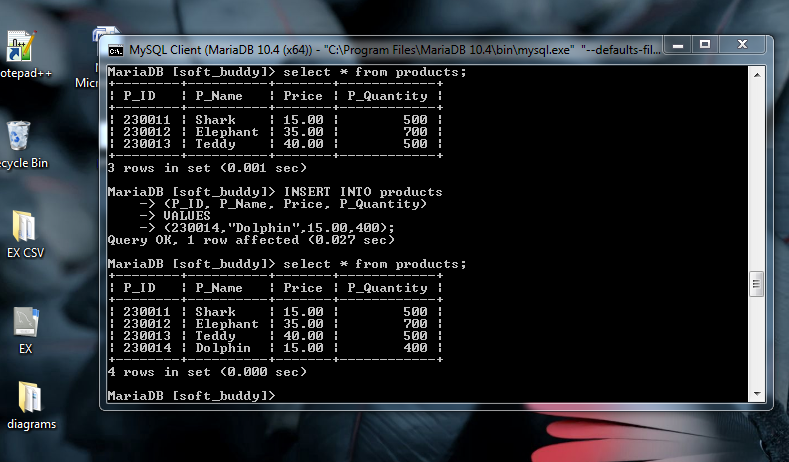 MySQL Client (MariaDB 10.4 (x64)) - "C:\Program Files\MariaDB 10.4\bin\mysql.exe" "--defaults-fil...
otepad++
Micro
ecycle Bin
EX CSV
EX
diagrams
MariaDB [soft_buddy]> select * from products;
+--------+----------+-------+------------+
| P_ID | P_Name | Price | P_Quantity |
+--------+----------+-------+------------+
| 230011 | Shark | 15.00 | 500 |
| 230012 | Elephant | 35.00 | 700 |
| 230013 | Teddy | 40.00 | 500 |
+--------+----------+-------+------------+
3 rows in set (0.001 sec)
MariaDB [soft_buddy]> INSERT INTO products
-> (P_ID, P_Name, Price, P_Quantity)
-> VALUES
-> (230014,"Dolphin",15.00,400);
Query OK, 1 row affected (0.027 sec)
MariaDB [soft_buddy]> select * from products;
+--------+----------+-------+------------+
| P_ID | P_Name | Price | P_Quantity |
+--------+----------+-------+------------+
| 230011 | Shark | 15.00 | 500 |
| 230012 | Elephant | 35.00 | 700 |
| 230013 | Teddy | 40.00 | 500 |
| 230014 | Dolphin | 15.00 | 400 |
+--------+----------+-------+------------+
4 rows in set (0.000 sec)
MariaDB [soft_buddy]>